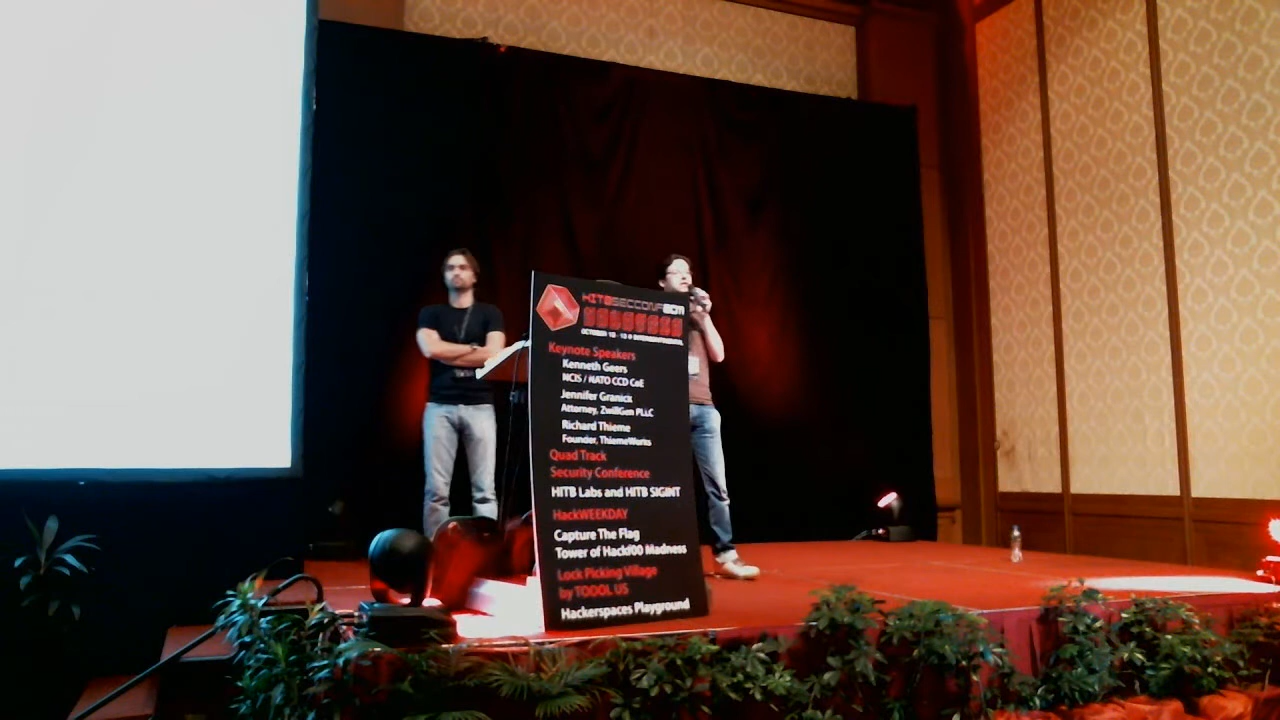 HITBSECCONF2011
Keynote Speakers
Kenneth Geers
NCIS / NATO CCD CoE
Jennifer Granick
Attorney, ZwillGen PLLC
Richard Thieme
Founder, ThiemeWorks
Quad Track
Security Conference
HITB Labs and HITB SIGINT
HackWEEKDAY
Capture The Flag
Tower of Hackf00 Madness
Lock Picking Village
by TOOOL US
Hackerspaces Playground